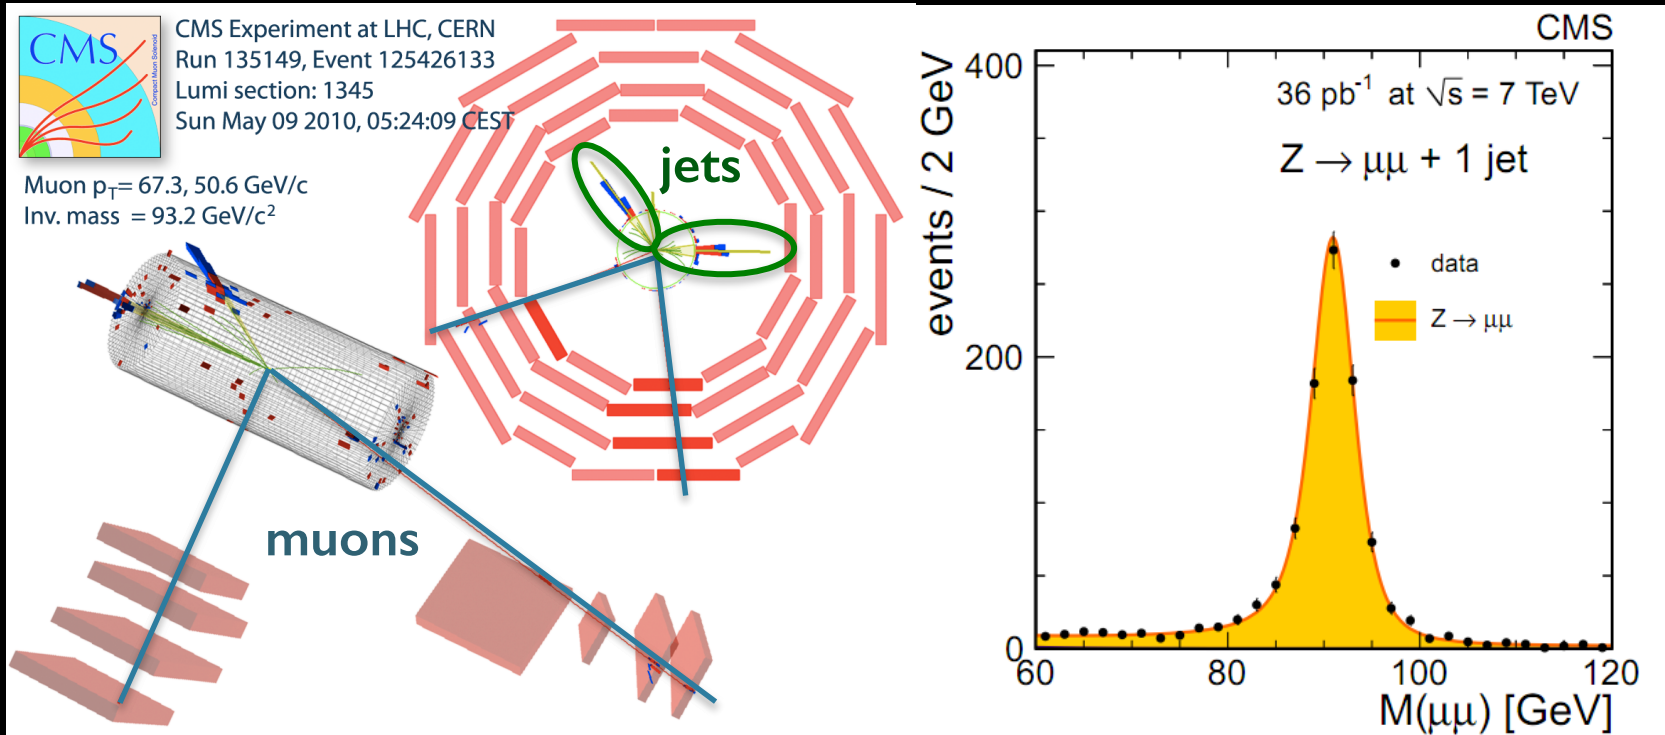 CMS
Compact Muon Solenoid
CMS Experiment at LHC, CERN
Run 135149, Event 125426133
Lumi section: 1345
Sun May 09 2010, 05:24:09 CEST
Muon pT= 67.3, 50.6 GeV/c
Inv. mass = 93.2 GeV/c²
jets
muons
CMS
events / 2 GeV
400
200
0
36 pb⁻¹ at √s = 7 TeV
Z → μμ + 1 jet
data
Z → μμ
60 80 100 120
M(μμ) [GeV]